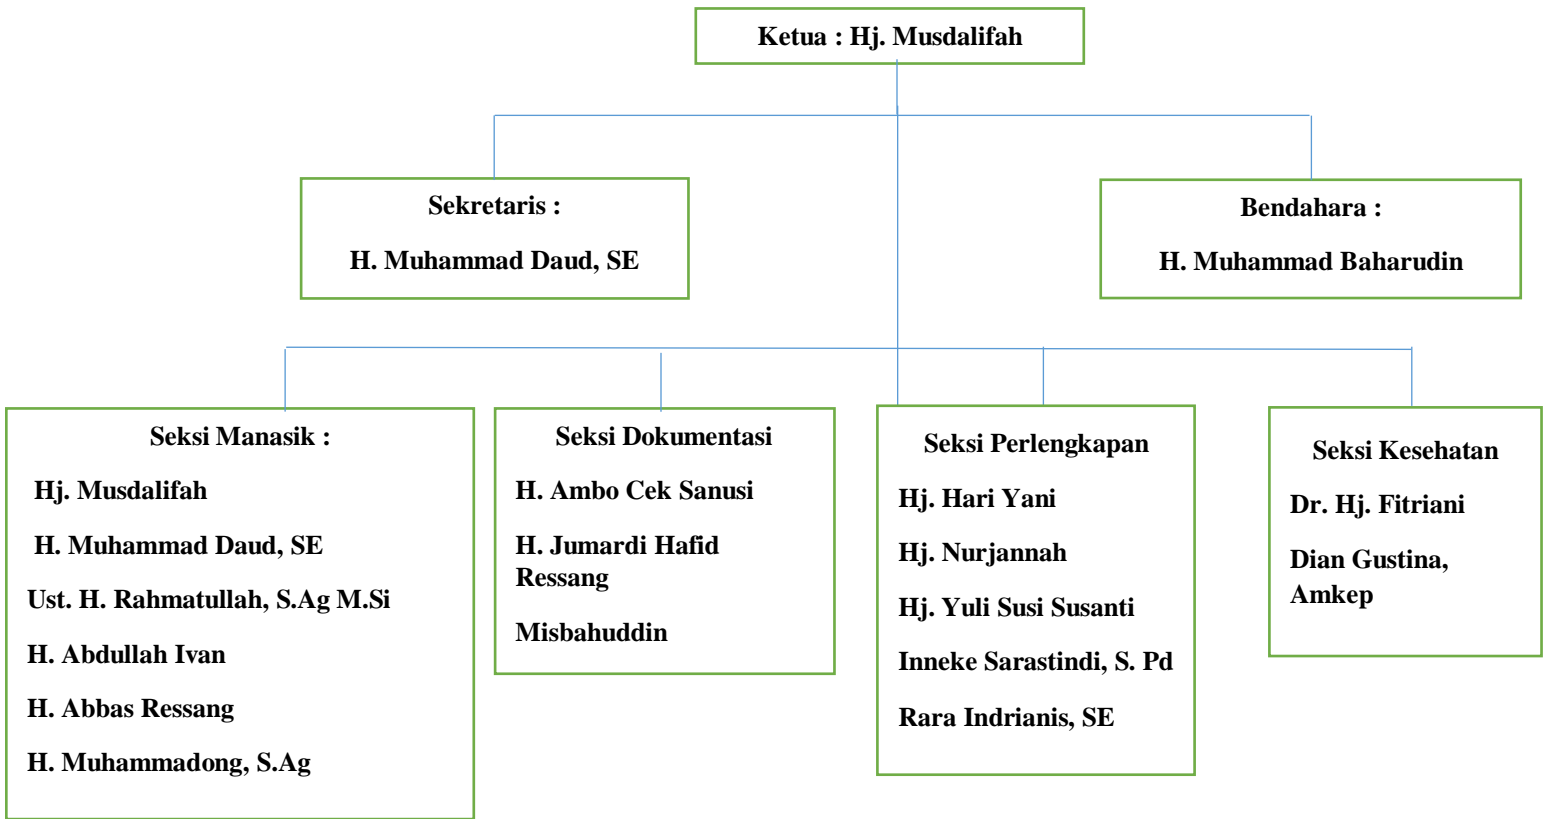 Ketua : Hj. Musdalifah
Sekretaris :
H. Muhammad Daud, SE
Bendahara :
H. Muhammad Baharudin
Seksi Manasik :
Hj. Musdalifah
H. Muhammad Daud, SE
Ust. H. Rahmatullah, S.Ag M.Si
H. Abdullah Ivan
H. Abbas Ressang
H. Muhammadong, S.Ag
Seksi Dokumentasi
H. Ambo Cek Sanusi
H. Jumardi Hafid
Ressang
Misbahuddin
Seksi Perlengkapan
Hj. Hari Yani
Hj. Nurjannah
Hj. Yuli Susi Susanti
Inneke Sarastindi, S. Pd
Rara Indrianis, SE
Seksi Kesehatan
Dr. Hj. Fitriani
Dian Gustina,
Amkep